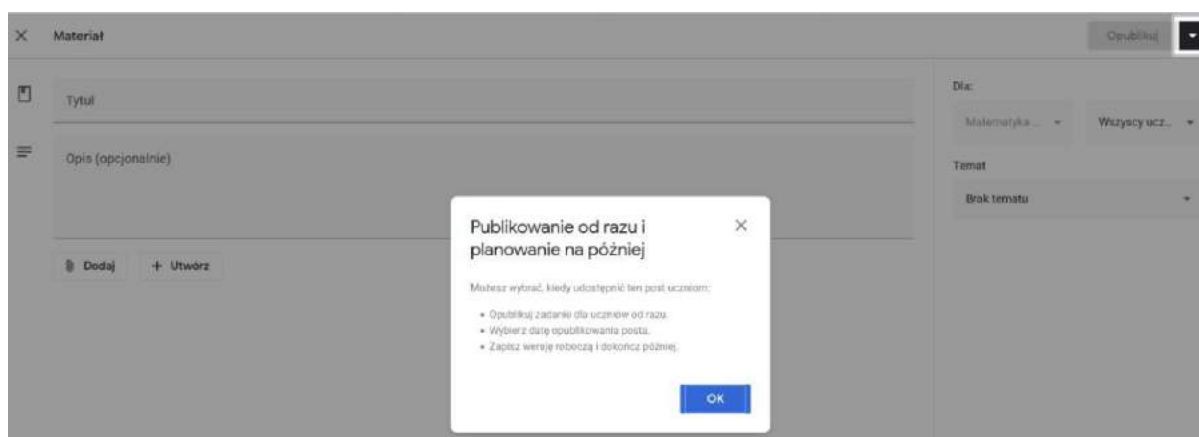 Materiał
Opublikuj
Tytuł
Opis (opcjonalnie)
Dodaj
+ Utwórz
Dla:
Matematyka ...
Wszyscy ucz...
Temat
Brak tematu
Publikowanie od razu i
planowanie na później
Możesz wybrać, kiedy udostępnić ten post uczniom:
• Opublikuj zadanie dla uczniów od razu.
• Wybierz datę opublikowania posta.
• Zapisz wersję roboczą i dokończ później.
OK